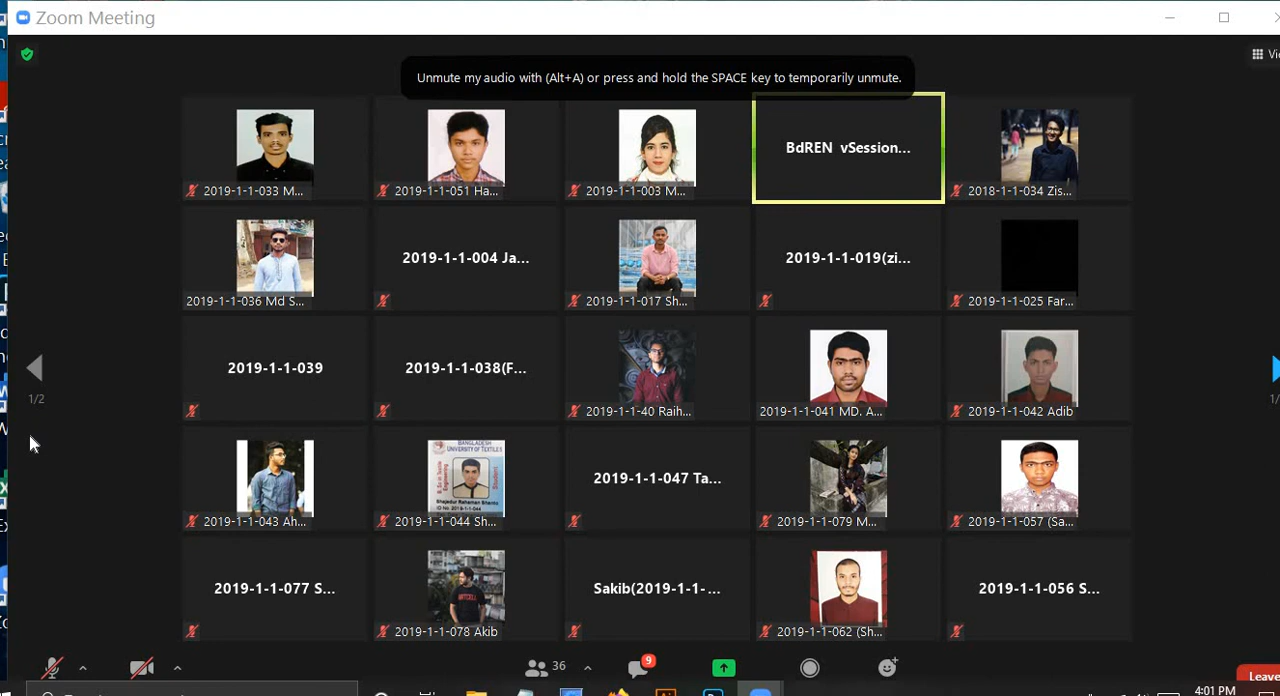 Zoom Meeting
Unmute my audio with (Alt+A) or press and hold the SPACE key to temporarily unmute.
2019-1-1-033 M...
2019-1-1-051 Ha...
2019-1-1-003 M...
BdREN vSession...
2018-1-1-034 Zis...
2019-1-1-036 Md S...
2019-1-1-004 Ja...
2019-1-1-017 Sh...
2019-1-1-019(zi...
2019-1-1-025 Far...
2019-1-1-039
2019-1-1-038(F...
2019-1-1-40 Raih...
2019-1-1-041 MD. A...
2019-1-1-042 Adib
1/2
2019-1-1-043 Ah...
BANGLADESH
UNIVERSITY OF TEXTILE
Student
2019-1-1-044 Sh...
2019-1-1-047 Ta...
2019-1-1-079 M...
2019-1-1-057 (Sa...
2019-1-1-077 S...
2019-1-1-078 Akib
Sakib(2019-1-1-...
2019-1-1-062 (Sh...
2019-1-1-056 S...
36
9
Leave
4:01 PM